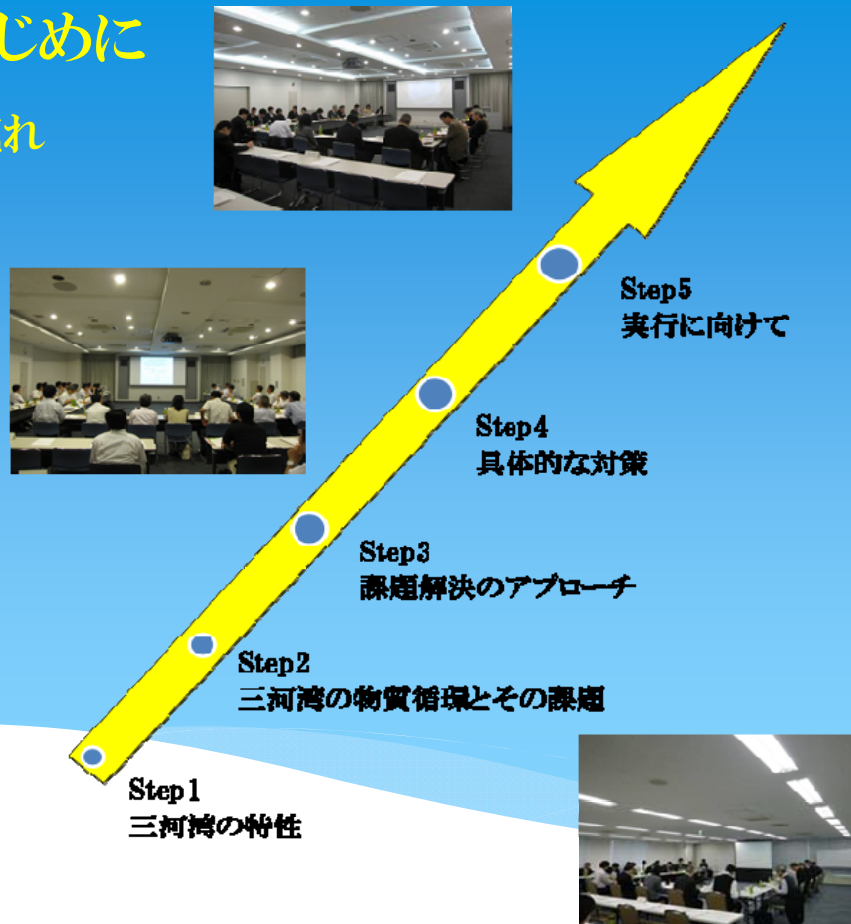 じめに
れ
Step5
実行に向けて
Step4
具体的な対策
Step3
課題解決のアプローチ
Step2
三河湾の物質循環とその課題
Step1
三河湾の特性